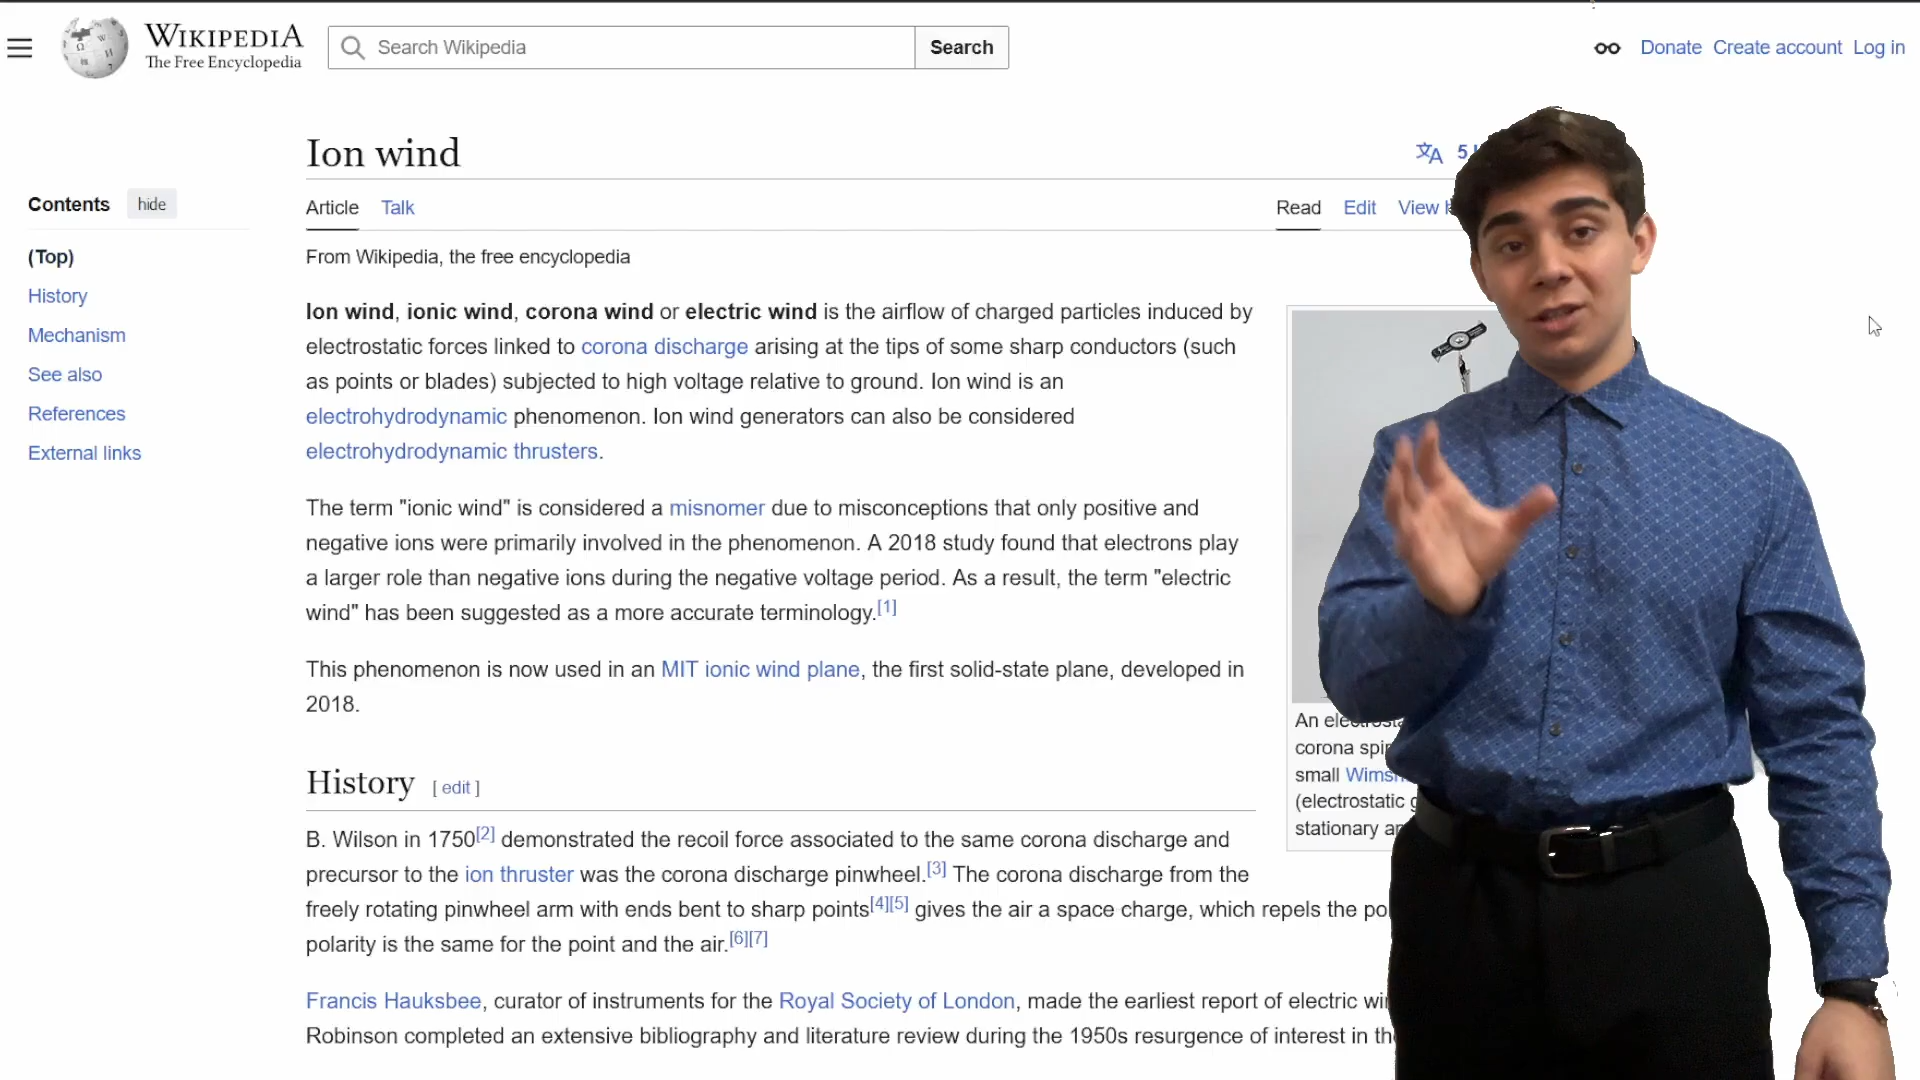 WIKIPEDIA
The Free Encyclopedia
Search Wikipedia
Search
Donate Create account Log in
Ion wind
5
Contents hide
(Top)
History
Mechanism
See also
References
External links
Article Talk
Read Edit View
From Wikipedia, the free encyclopedia
Ion wind, ionic wind, corona wind or electric wind is the airflow of charged particles induced by
electrostatic forces linked to corona discharge arising at the tips of some sharp conductors (such
as points or blades) subjected to high voltage relative to ground. Ion wind is an
electrohydrodynamic phenomenon. Ion wind generators can also be considered
electrohydrodynamic thrusters.
The term "ionic wind" is considered a misnomer due to misconceptions that only positive and
negative ions were primarily involved in the phenomenon. A 2018 study found that electrons play
a larger role than negative ions during the negative voltage period. As a result, the term "electric
wind" has been suggested as a more accurate terminology.[1]
This phenomenon is now used in an MIT ionic wind plane, the first solid-state plane, developed in
2018.
An
corona
small
(electrostatic
stationary
History [ edit ]
B. Wilson in 1750[2] demonstrated the recoil force associated to the same corona discharge and
precursor to the ion thruster was the corona discharge pinwheel.[3] The corona discharge from the
freely rotating pinwheel arm with ends bent to sharp points[4][5] gives the air a space charge, which repels the
polarity is the same for the point and the air.[6][7]
Francis Hauksbee, curator of instruments for the Royal Society of London, made the earliest report of electric
Robinson completed an extensive bibliography and literature review during the 1950s resurgence of interest in